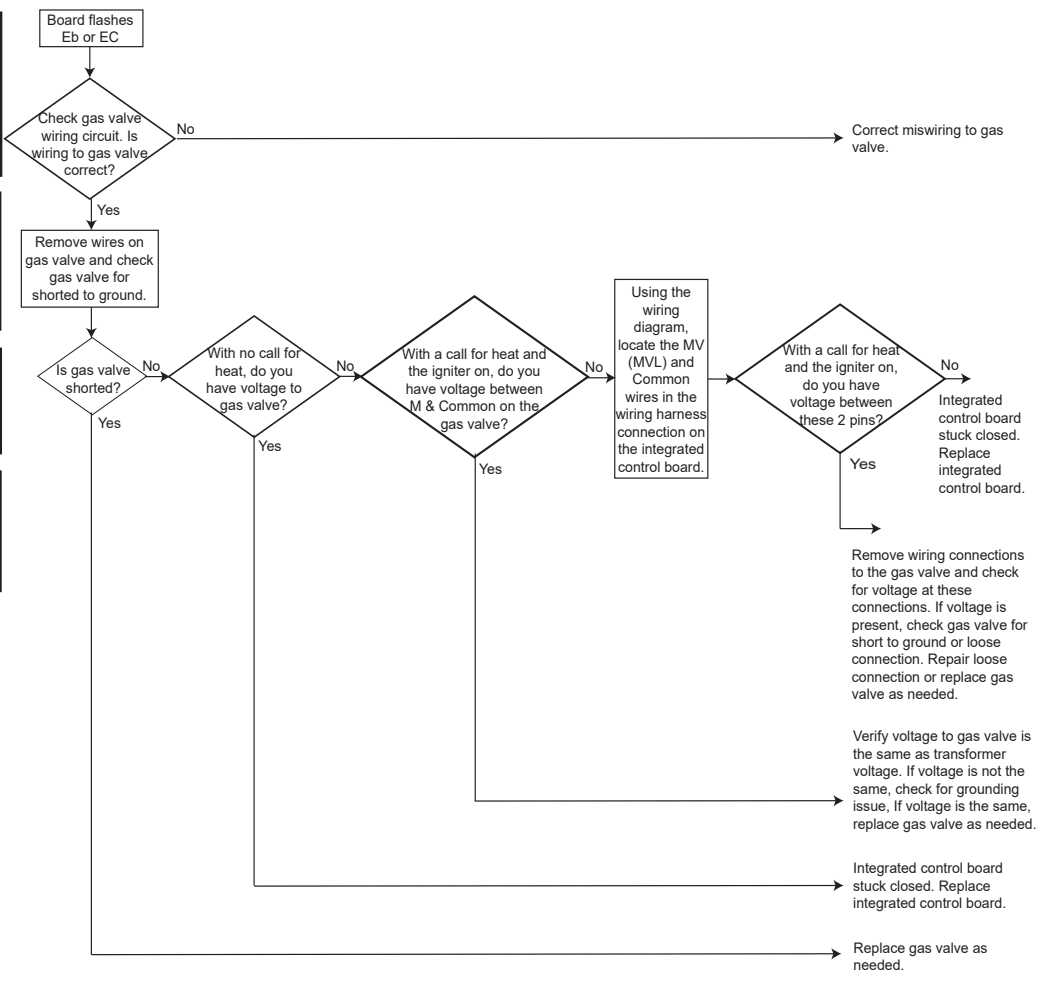 Board flashes
Eb or EC
Check gas valve
wiring circuit. Is
wiring to gas valve
correct?
No
Correct miswiring to gas
valve.
Yes
Remove wires on
gas valve and check
gas valve for
shorted to ground.
Is gas valve
shorted?
No
Yes
With no call for
heat, do you
have voltage to
gas valve?
No
Yes
With a call for heat and
the igniter on, do you
have voltage between
M & Common on the
gas valve?
No
Yes
Using the
wiring
diagram,
locate the MV
(MVL) and
Common
wires in the
wiring harness
connection on
the integrated
control board.
With a call for heat
and the igniter on,
do you have
voltage between
these 2 pins?
No
Integrated
control board
stuck closed.
Replace
integrated
control board.
Yes
Remove wiring connections
to the gas valve and check
for voltage at these
connections. If voltage is
present, check gas valve for
short to ground or loose
connection. Repair loose
connection or replace gas
valve as needed.
Verify voltage to gas valve is
the same as transformer
voltage. If voltage is not the
same, check for grounding
issue, If voltage is the same,
replace gas valve as needed.
Integrated control board
stuck closed. Replace
integrated control board.
Replace gas valve as
needed.